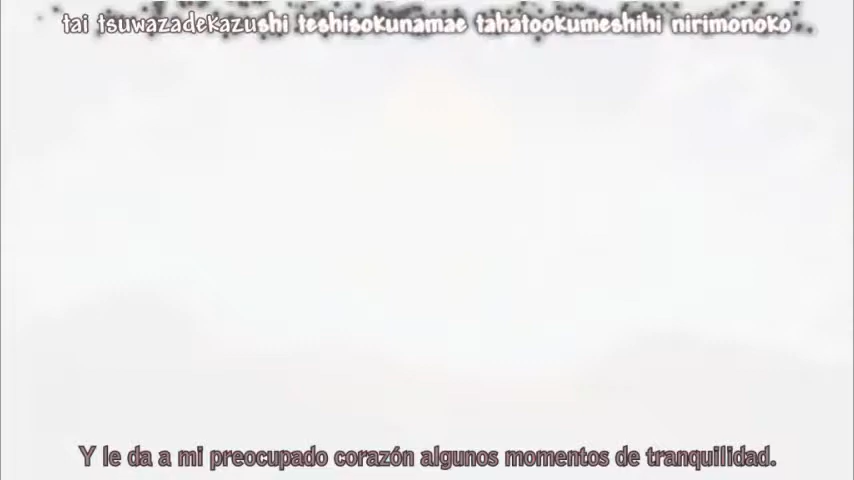 tai tsuwazadekazushi teshisokunamae tahatookumeshihi nirimonoko
Y le da a mi preocupado corazón algunos momentos de tranquilidad.